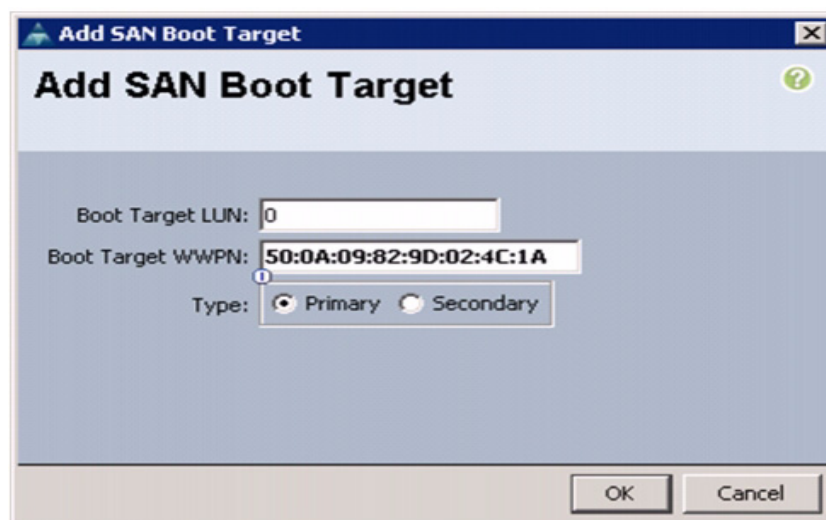 Add SAN Boot Target
Add SAN Boot Target
Boot Target LUN: 0
Boot Target WWPN: 50:0A:09:82:9D:02:4C:1A
Type: Primary Secondary
OK Cancel